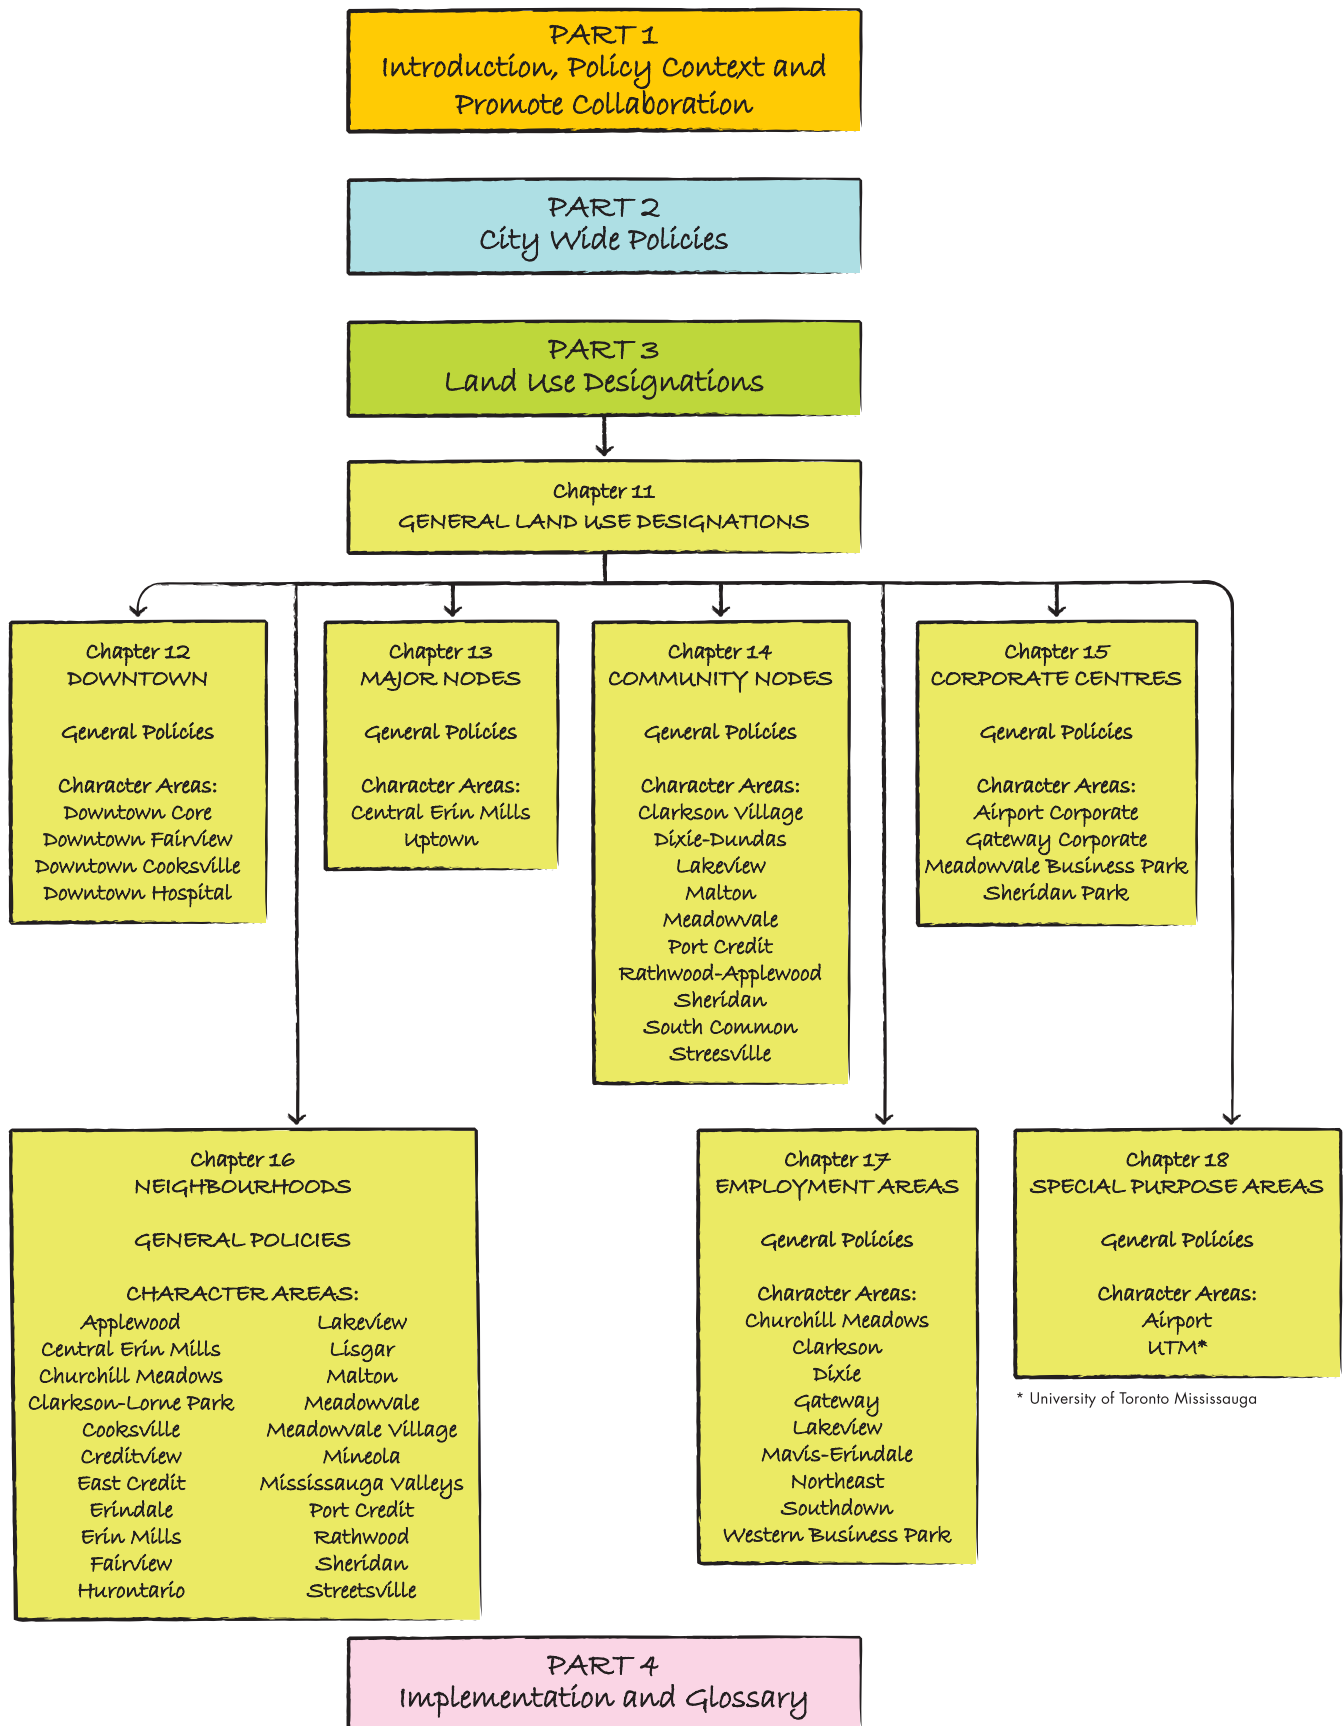 PART 1
Introduction, Policy Context and
Promote Collaboration
PART 2
City Wide Policies
PART 3
Land Use Designations
Chapter 11
GENERAL LAND USE DESIGNATIONS
Chapter 12
DOWNTOWN
General Policies
Character Areas:
Downtown Core
Downtown Fairview
Downtown Cooksville
Downtown Hospital
Chapter 13
MAJOR NODES
General Policies
Character Areas:
Central Erin Mills
Uptown
Chapter 14
COMMUNITY NODES
General Policies
Character Areas:
Clarkson Village
Dixie-Dundas
Lakeview
Malton
Meadowvale
Port Credit
Rathwood-Applewood
Sheridan
South Common
Streesville
Chapter 15
CORPORATE CENTRES
General Policies
Character Areas:
Airport Corporate
Gateway Corporate
Meadowvale Business Park
Sheridan Park
Chapter 16
NEIGHBOURHOODS
GENERAL POLICIES
CHARACTER AREAS:
Applewood
Central Erin Mills
Churchill Meadows
Clarkson-Lorne Park
Cooksville
Creditview
East Credit
Erindale
Erin Mills
Fairview
Hurontario
Lakeview
Lisgar
Malton
Meadowvale
Meadowvale Village
Mineola
Mississauga Valleys
Port Credit
Rathwood
Sheridan
Streetsville
Chapter 17
EMPLOYMENT AREAS
General Policies
Character Areas:
Churchill Meadows
Clarkson
Dixie
Gateway
Lakeview
Mavis-Erindale
Northeast
Southdown
Western Business Park
Chapter 18
SPECIAL PURPOSE AREAS
General Policies
Character Areas:
Airport
UTM*
* University of Toronto Mississauga
PART 4
Implementation and Glossary